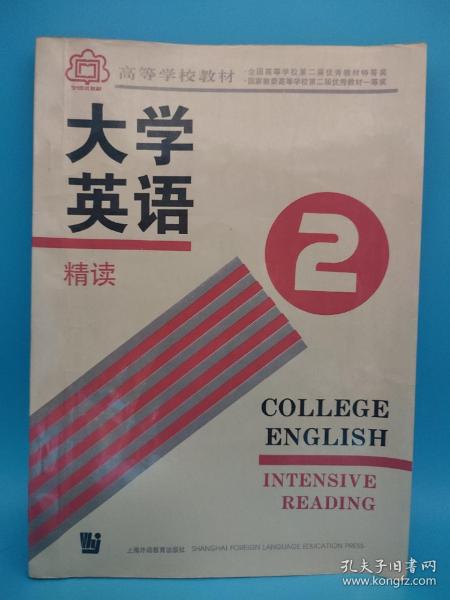 高等学校教材
·全国高等学校第二届优秀教材特等奖
·国家教委高等学校第二届优秀教材一等奖
大学
英语
精读
2
COLLEGE
ENGLISH
INTENSIVE
READING
上海外语教育出版社 SHANGHAI FOREIGN LANGUAGE EDUCATION PRESS
孔夫子旧书网
www.kongfz.com